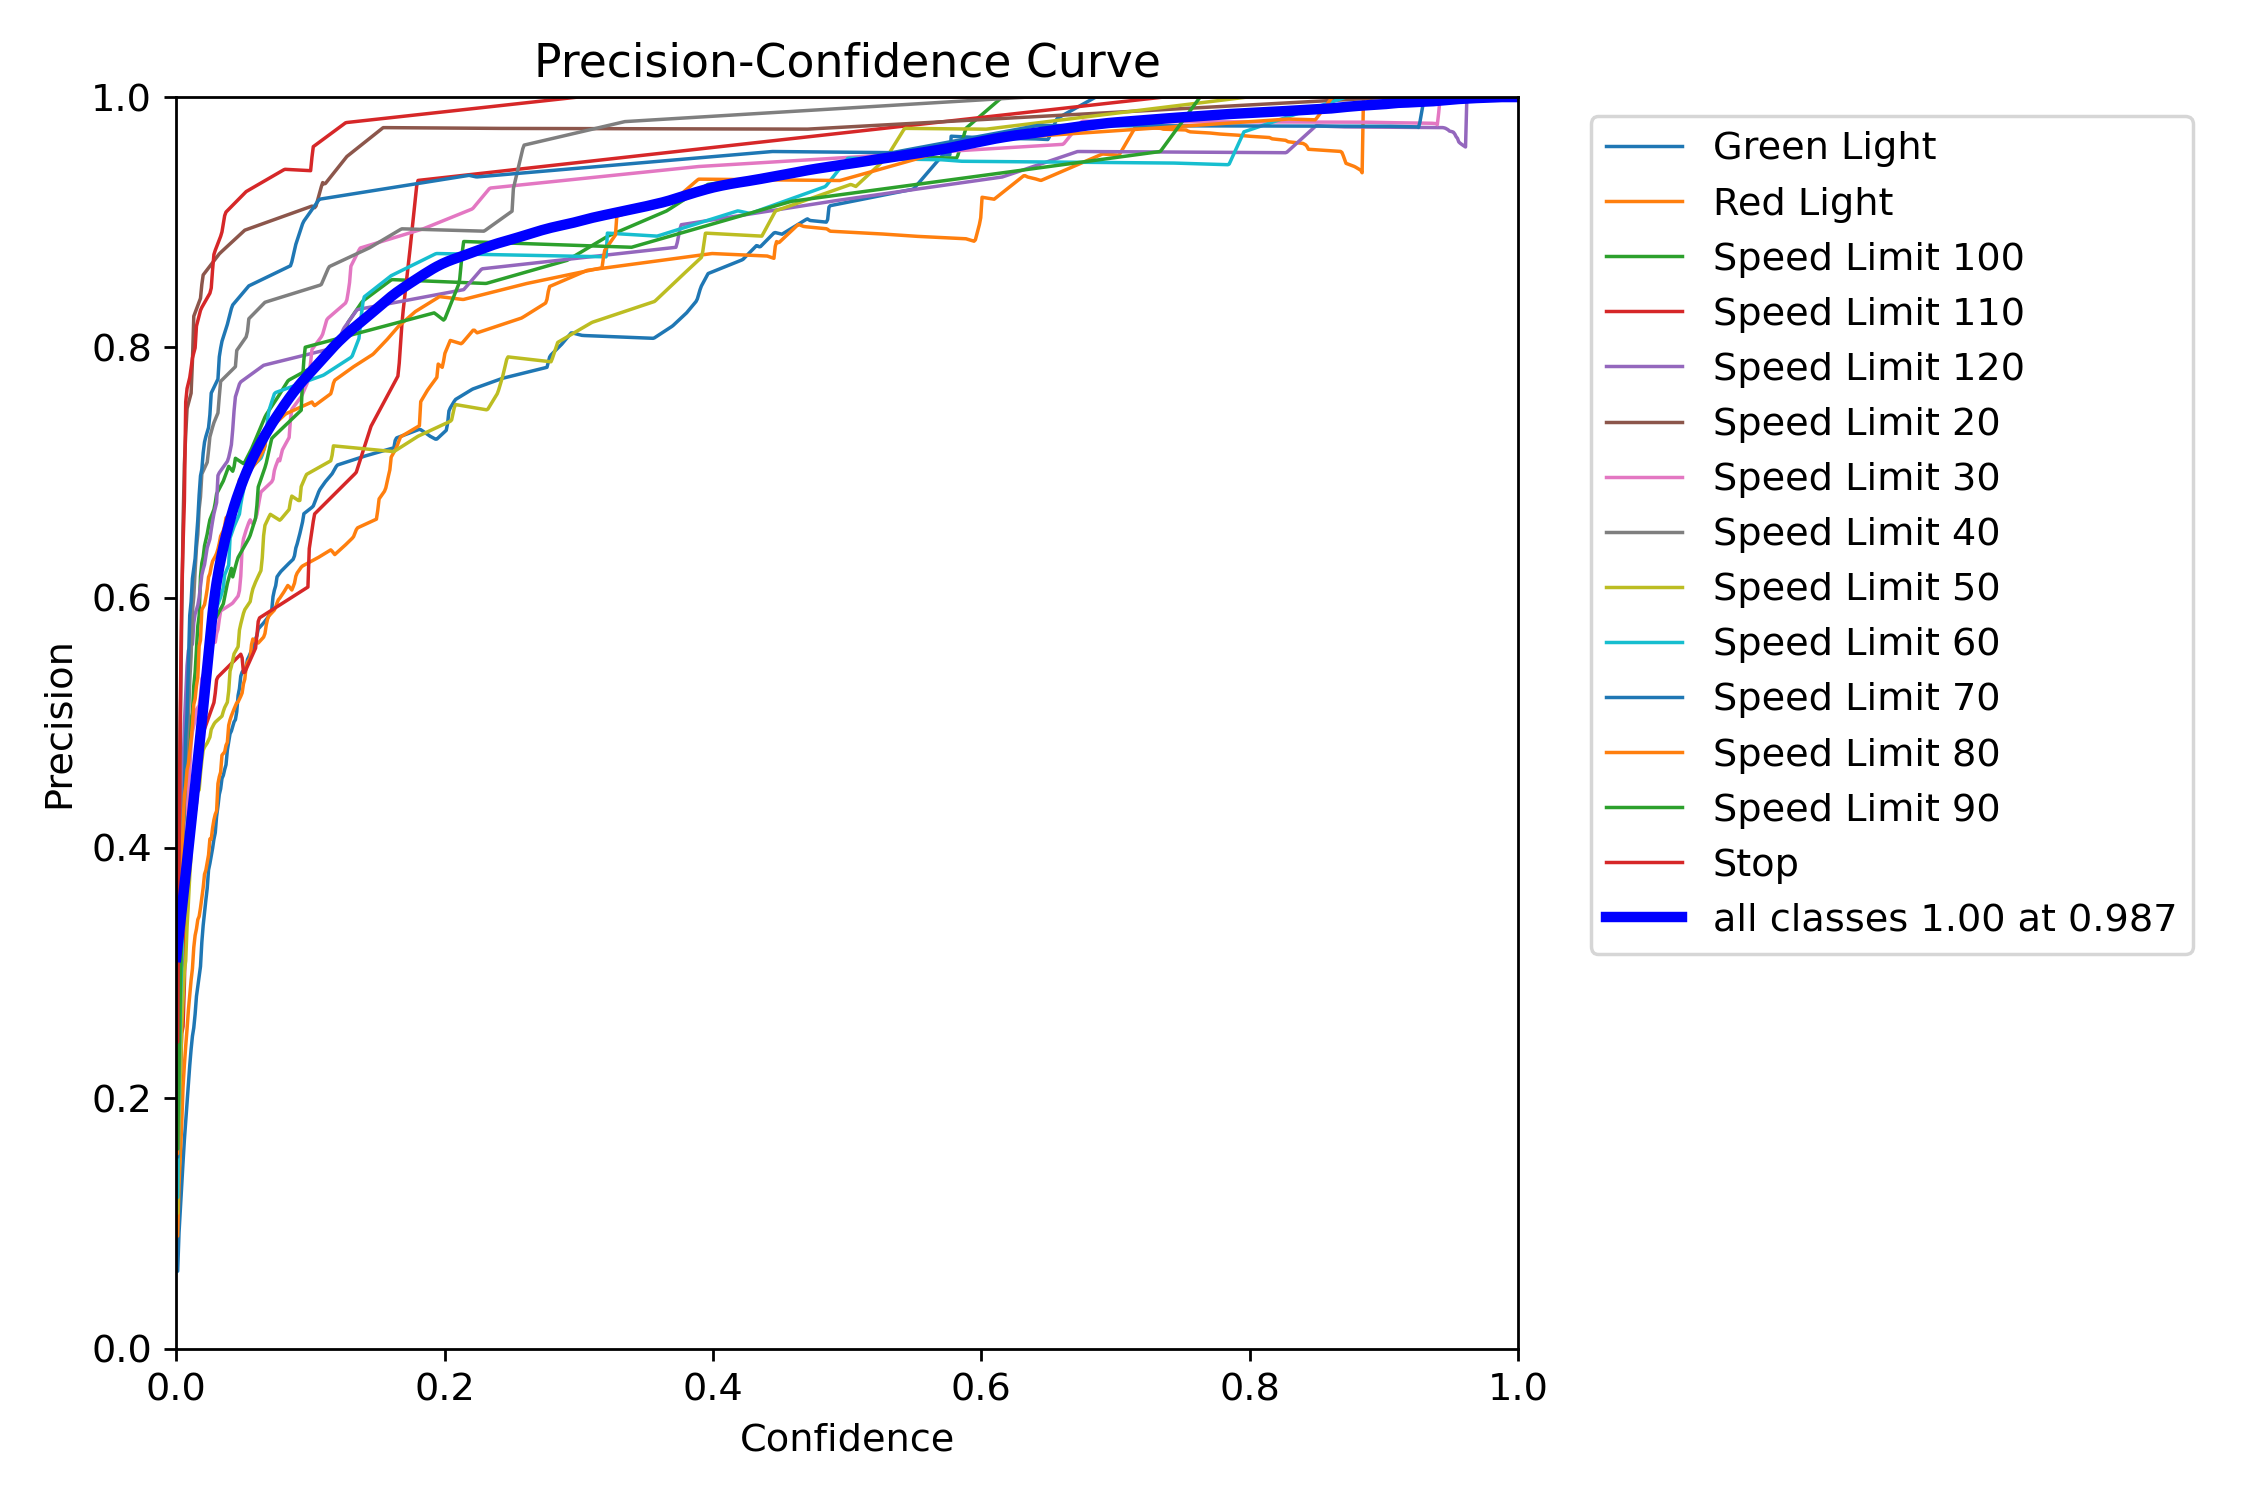 Precision-Confidence Curve
1.0
0.8
0.6
0.4
0.2
0.0
Precision
0.0 0.2 0.4 0.6 0.8 1.0
Confidence
Green Light
Red Light
Speed Limit 100
Speed Limit 110
Speed Limit 120
Speed Limit 20
Speed Limit 30
Speed Limit 40
Speed Limit 50
Speed Limit 60
Speed Limit 70
Speed Limit 80
Speed Limit 90
Stop
all classes 1.00 at 0.987